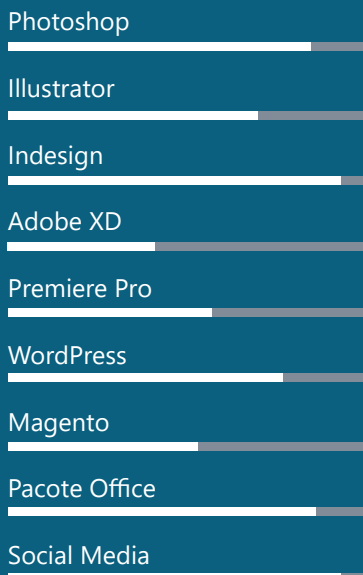 Photoshop
Illustrator
Indesign
Adobe XD
Premiere Pro
WordPress
Magento
Pacote Office
Social Media